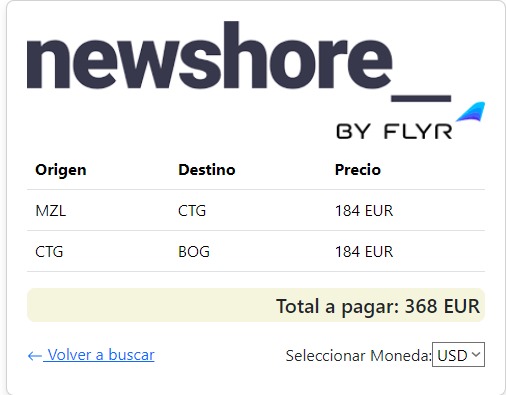 newshore_
BY FLYR
Origen Destino Precio
MZL CTG 184 EUR
CTG BOG 184 EUR
Total a pagar: 368 EUR
← Volver a buscar Seleccionar Moneda: USD